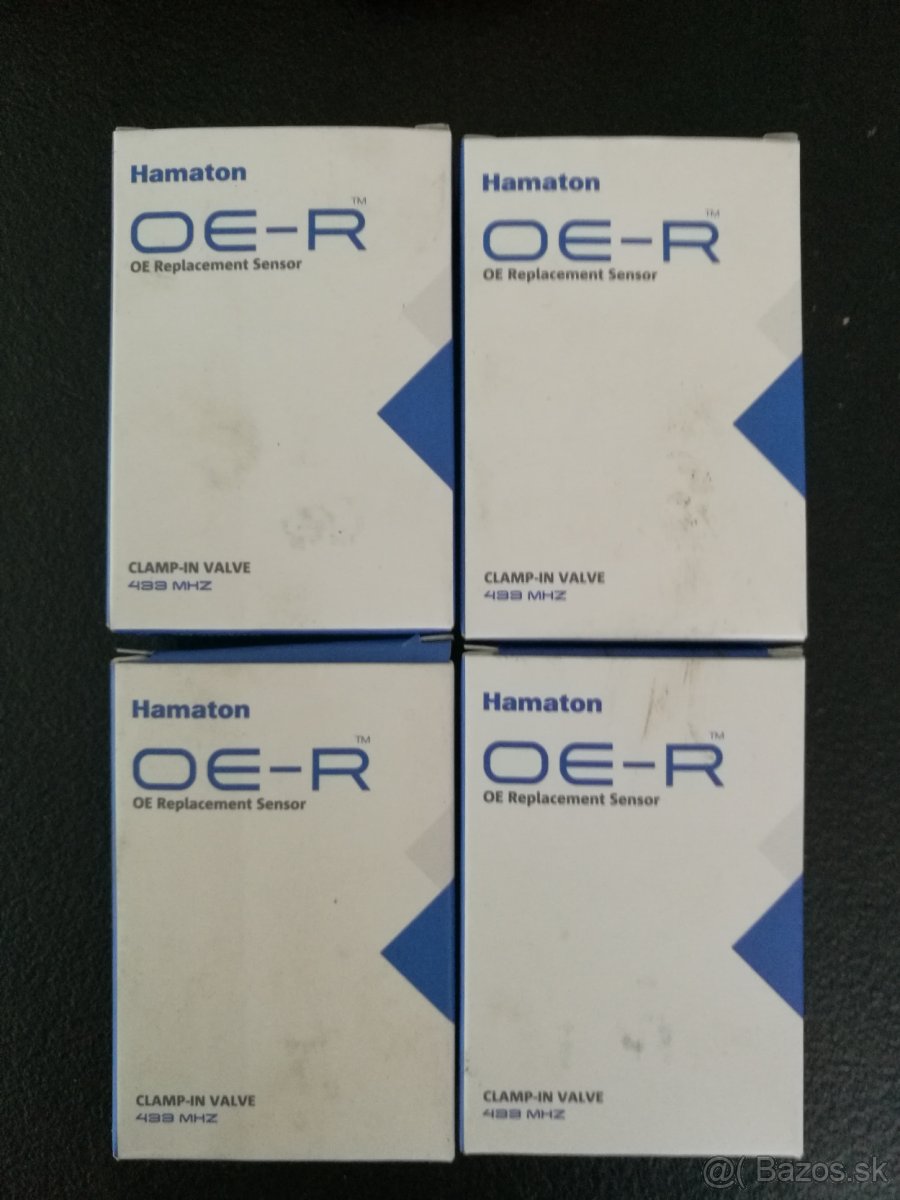 Hamaton
OE-R™
OE Replacement Sensor
CLAMP-IN VALVE
433 MHZ
Hamaton
OE-R™
OE Replacement Sensor
CLAMP-IN VALVE
433 MHZ
Hamaton
OE-R™
OE Replacement Sensor
CLAMP-IN VALVE
433 MHZ
Hamaton
OE-R™
OE Replacement Sensor
CLAMP-IN VALVE
433 MHZ
@( Bazos.sk